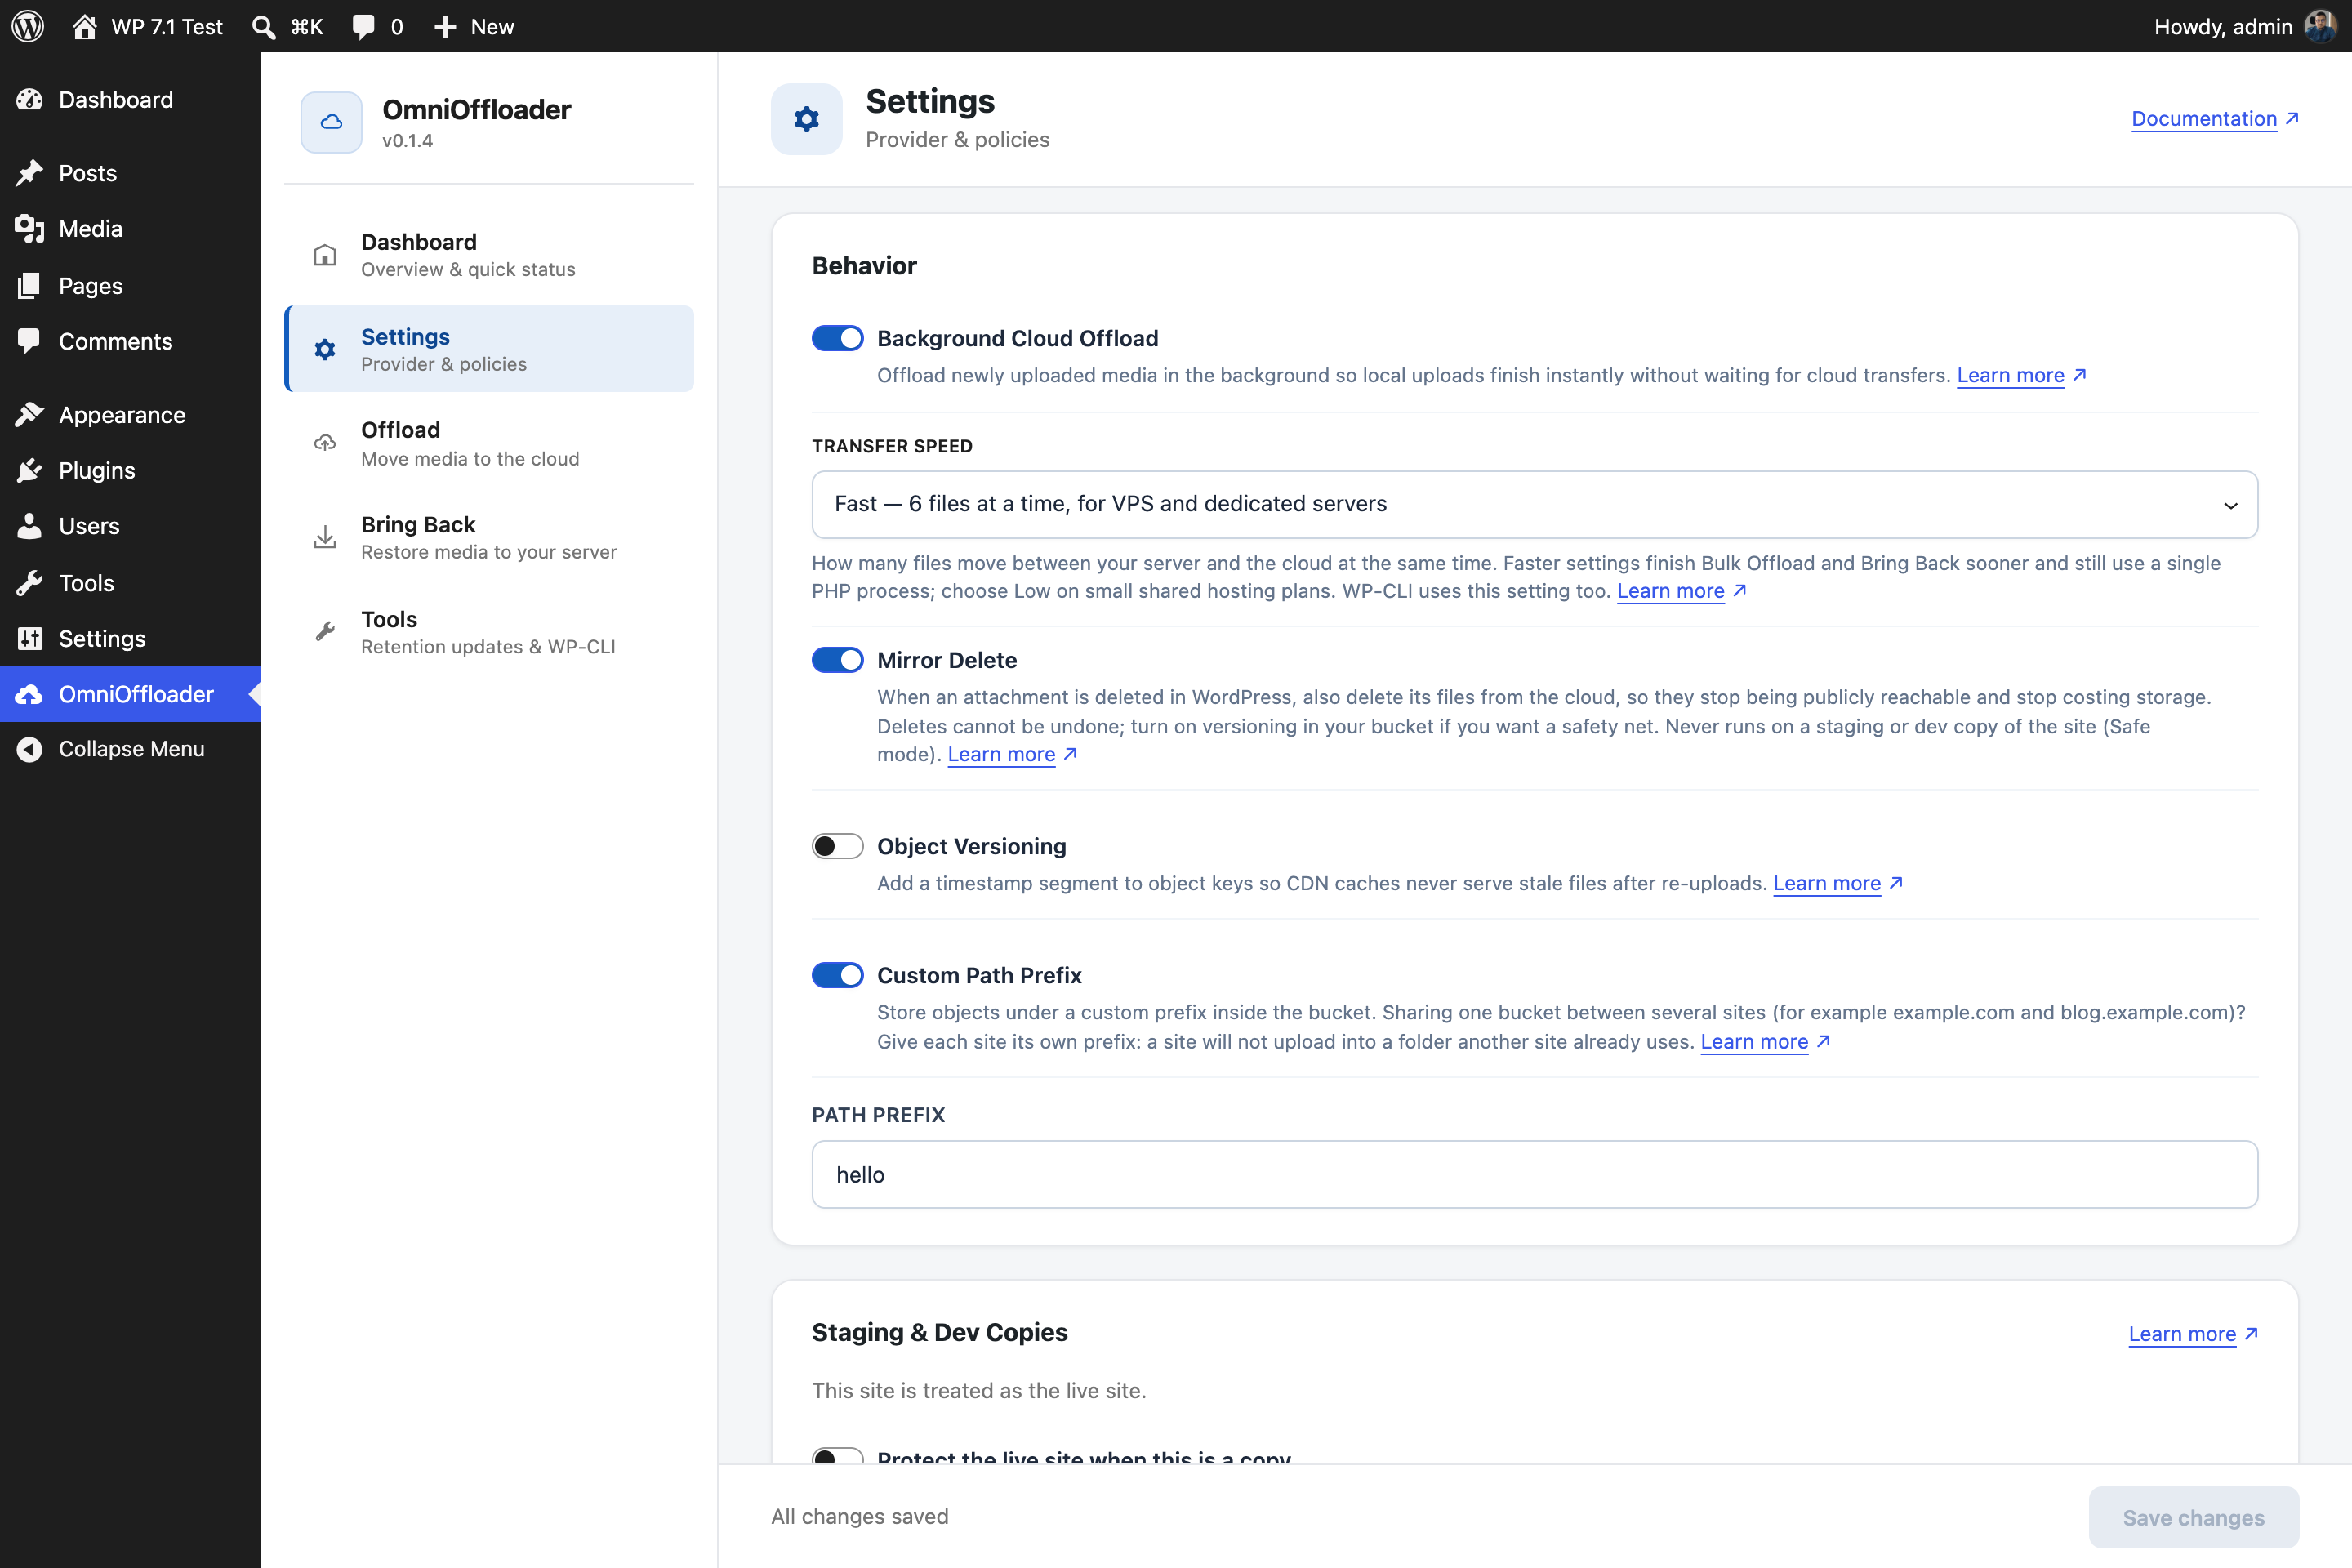 WP 7.1 Test
⌘K
0
New
Howdy, admin
Dashboard
Posts
Media
Pages
Comments
Appearance
Plugins
Users
Tools
Settings
OmniOffloader
Collapse Menu
OmniOffloader
v0.1.4
Dashboard
Overview & quick status
Settings
Provider & policies
Offload
Move media to the cloud
Bring Back
Restore media to your server
Tools
Retention updates & WP-CLI
Settings
Provider & policies
Documentation ↗
Behavior
Background Cloud Offload
Offload newly uploaded media in the background so local uploads finish instantly without waiting for cloud transfers. Learn more ↗
TRANSFER SPEED
Fast — 6 files at a time, for VPS and dedicated servers
How many files move between your server and the cloud at the same time. Faster settings finish Bulk Offload and Bring Back sooner and still use a single
PHP process; choose Low on small shared hosting plans. WP-CLI uses this setting too. Learn more ↗
Mirror Delete
When an attachment is deleted in WordPress, also delete its files from the cloud, so they stop being publicly reachable and stop costing storage.
Deletes cannot be undone; turn on versioning in your bucket if you want a safety net. Never runs on a staging or dev copy of the site (Safe
mode). Learn more ↗
Object Versioning
Add a timestamp segment to object keys so CDN caches never serve stale files after re-uploads. Learn more ↗
Custom Path Prefix
Store objects under a custom prefix inside the bucket. Sharing one bucket between several sites (for example example.com and blog.example.com)?
Give each site its own prefix: a site will not upload into a folder another site already uses. Learn more ↗
PATH PREFIX
hello
Staging & Dev Copies
Learn more ↗
This site is treated as the live site.
Protect the live site when this is a copy
All changes saved
Save changes